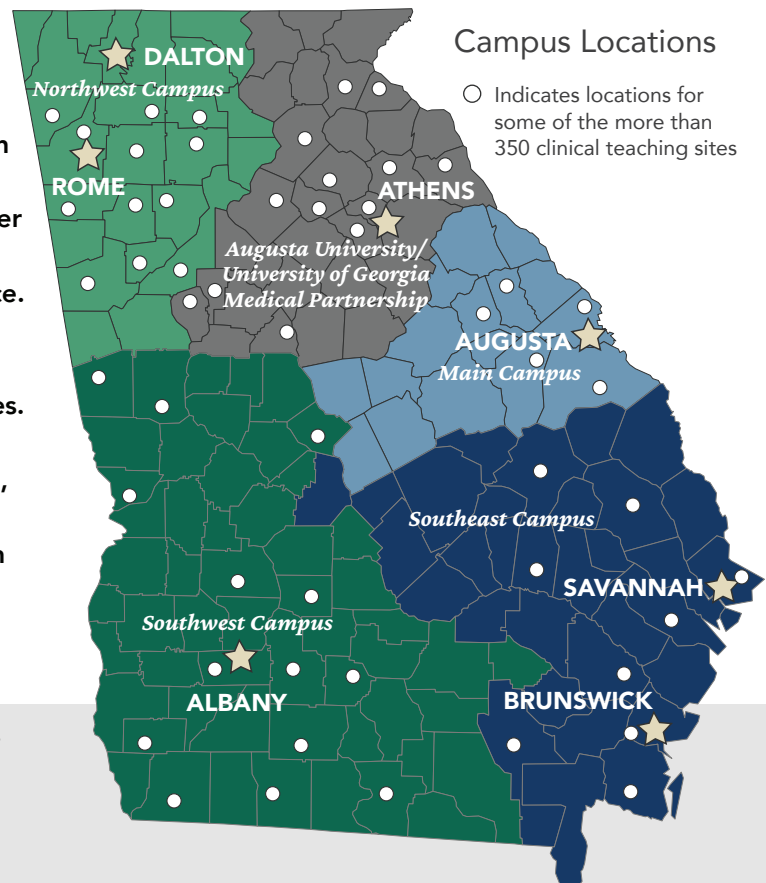 Campus Locations
Indicates locations for
some of the more than
350 clinical teaching sites
DALTON
Northwest Campus
ROME
ATHENS
Augusta University/
University of Georgia
Medical Partnership
AUGUSTA
Main Campus
Southeast Campus
SAVANNAH
Southwest Campus
ALBANY
BRUNSWICK